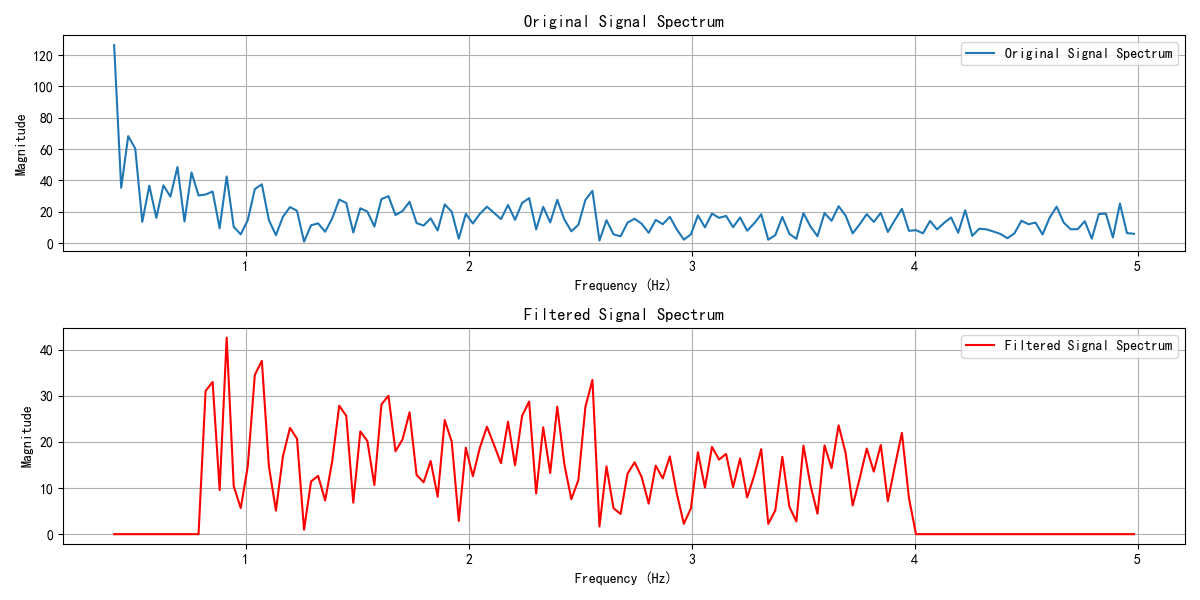 Original Signal Spectrum
120
100
80
60
40
20
0
Magnitude
Original Signal Spectrum
1 2 3 4 5
Frequency (Hz)
Filtered Signal Spectrum
40
30
20
10
0
Magnitude
Filtered Signal Spectrum
1 2 3 4 5
Frequency (Hz)